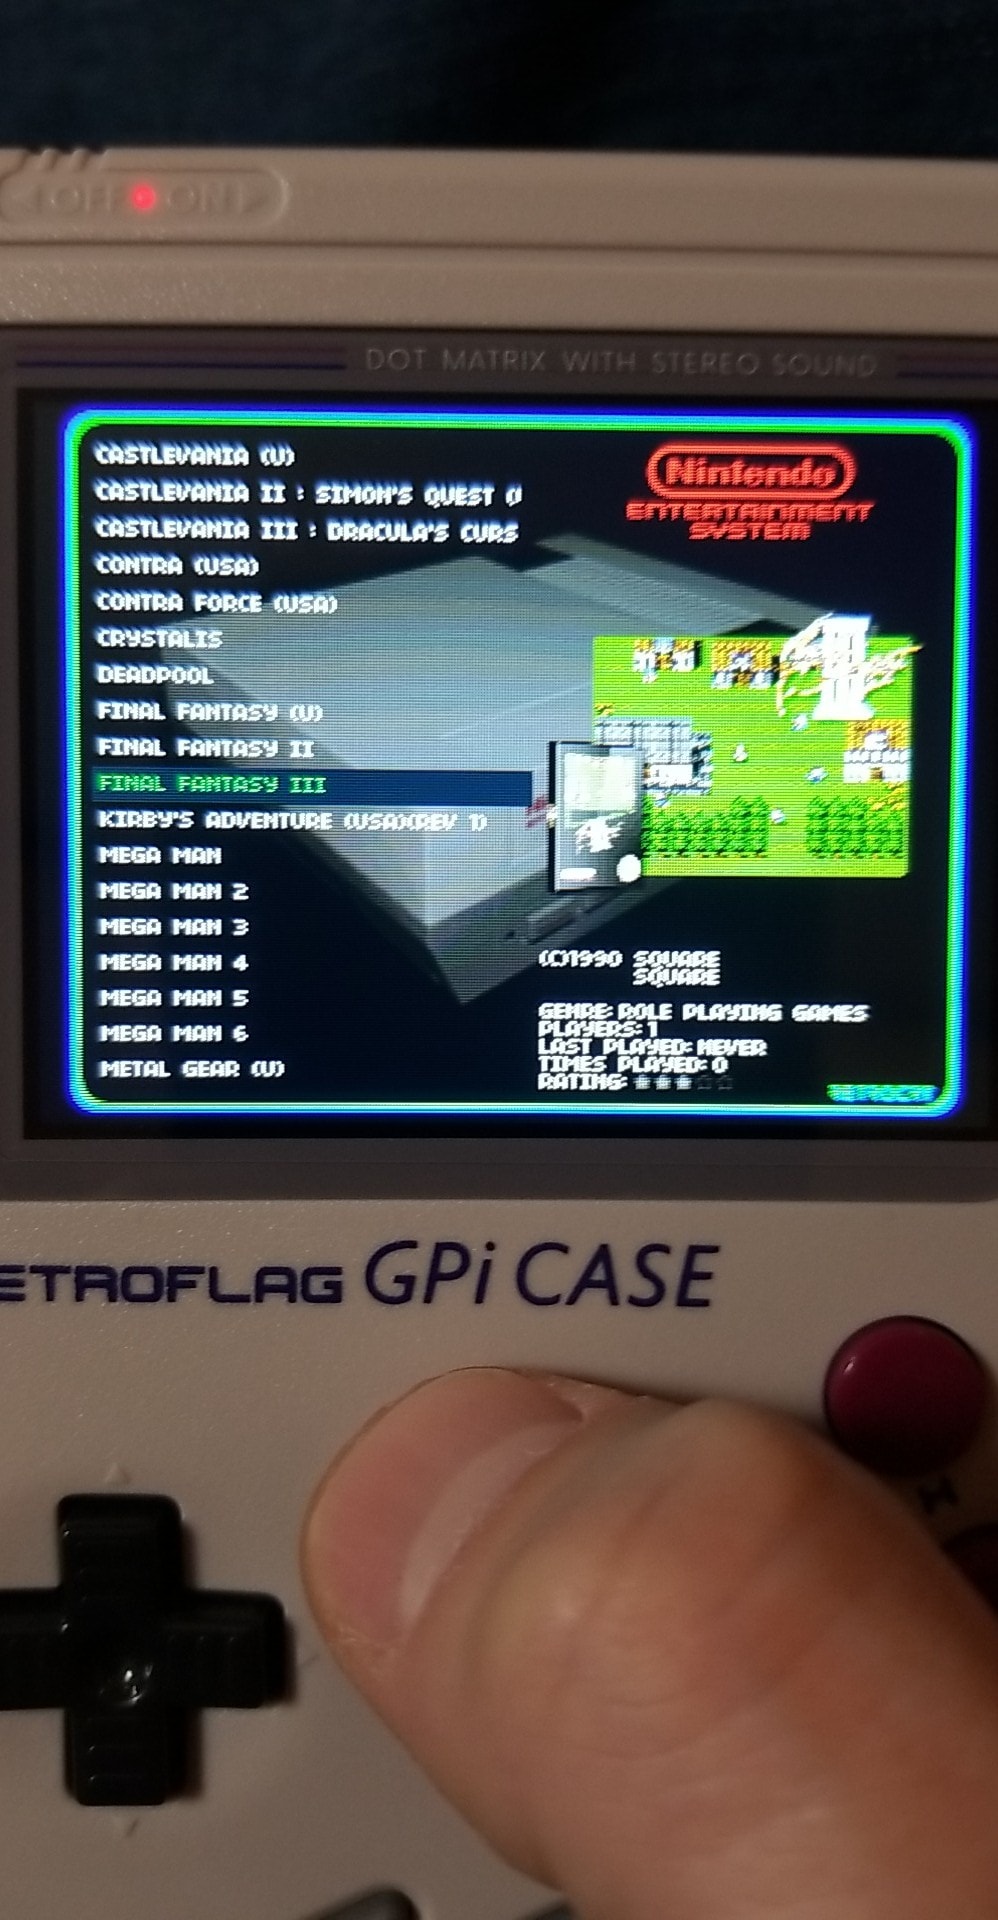 OFF ON
DOT MATRIX WITH STEREO SOUND
CASTLEVANIA (U)
CASTLEVANIA II : SIMON'S QUEST (
CASTLEVANIA III : DRACULA'S CURS
CONTRA (USA)
CONTRA FORCE (USA)
CRYSTALIS
DEADPOOL
FINAL FANTASY (U)
FINAL FANTASY II
FINAL FANTASY III
KIRBY'S ADVENTURE (USA)(REV 1)
MEGA MAN
MEGA MAN 2
MEGA MAN 3
MEGA MAN 4
MEGA MAN 5
MEGA MAN 6
METAL GEAR (U)
Nintendo
ENTERTAINMENT
SYSTEM
III
(C)1990 SQUARE
SQUARE
GENRE: ROLE PLAYING GAMES
PLAYERS: 1
LAST PLAYED: NEVER
TIMES PLAYED: 0
RATING: ★★★☆☆
ETROFLAG GPi CASE